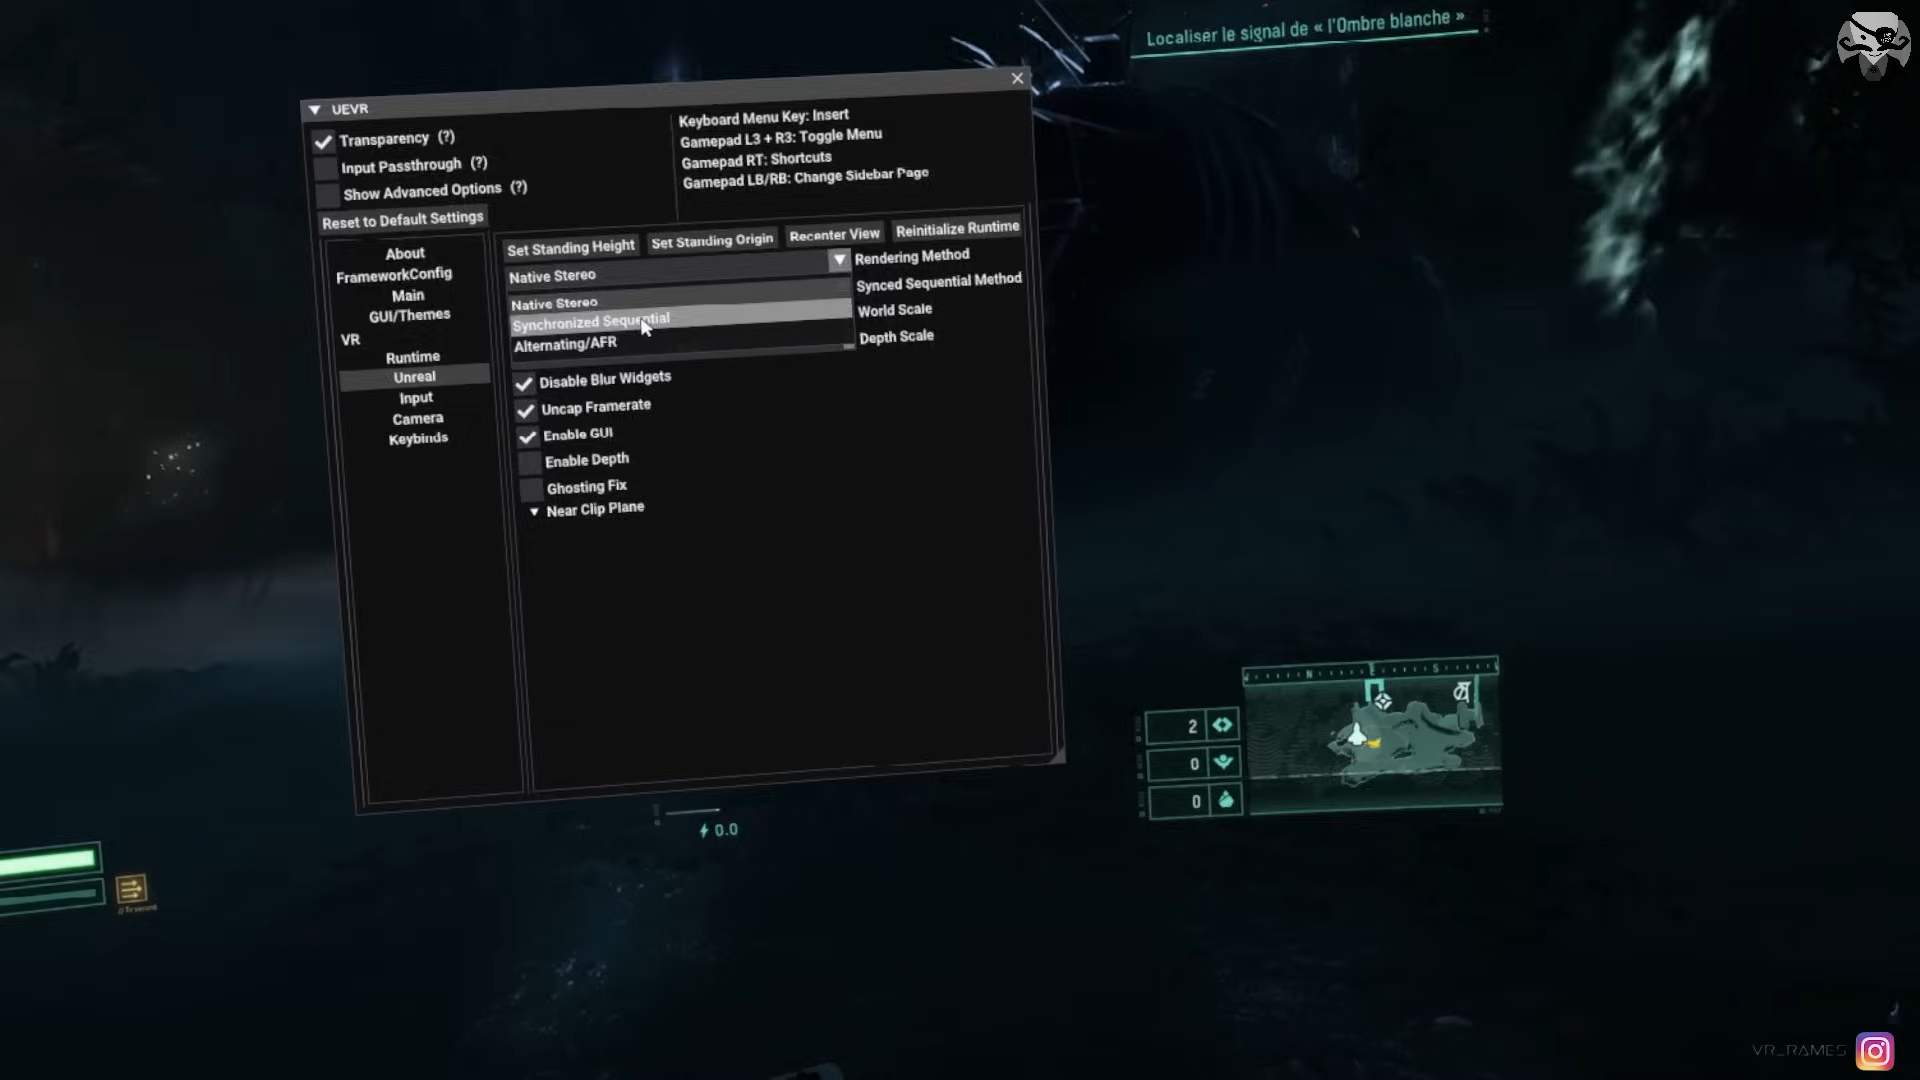 Localiser le signal de « l'Ombre blanche »
UEVR
Transparency (?)
Input Passthrough (?)
Show Advanced Options (?)
Reset to Default Settings
Keyboard Menu Key: Insert
Gamepad L3 + R3: Toggle Menu
Gamepad RT: Shortcuts
Gamepad LB/RB: Change Sidebar Page
About
FrameworkConfig
Main
GUI/Themes
VR
Runtime
Unreal
Input
Camera
Keybinds
Set Standing Height Set Standing Origin Recenter View Reinitialize Runtime
Native Stereo Rendering Method
Native Stereo Synced Sequential Method
Synchronized Sequential World Scale
Alternating/AFR Depth Scale
Disable Blur Widgets
Uncap Framerate
Enable GUI
Enable Depth
Ghosting Fix
Near Clip Plane
N E S
2
0
0
0.0
VR_RAMES